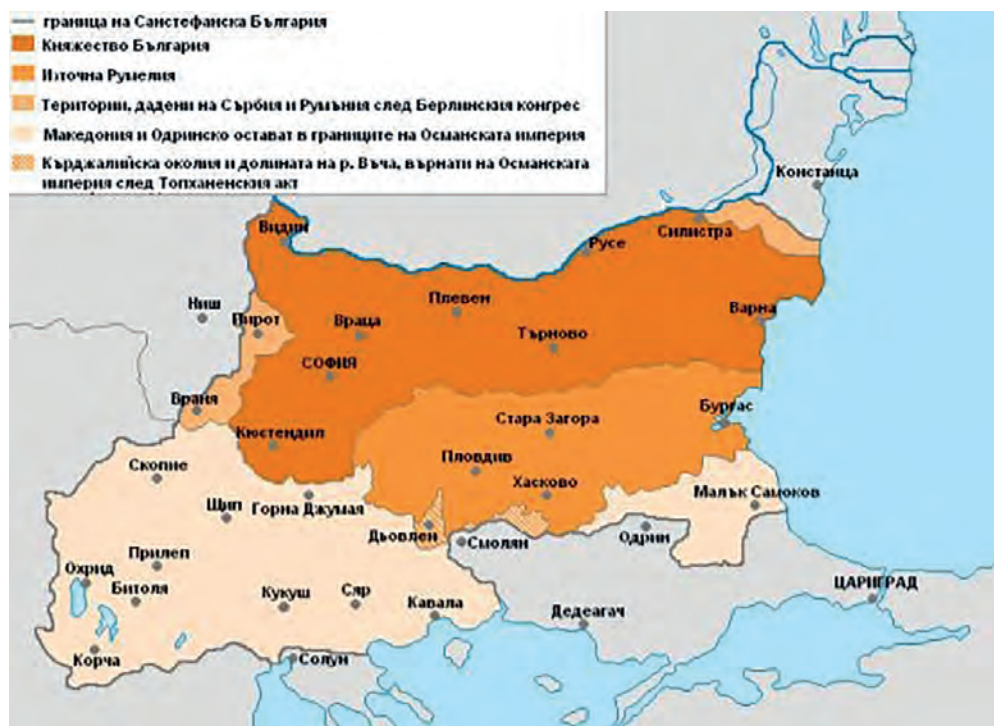 граница на Санстефанска България
Княжество България
Източна Румелия
Територии, дадени на Сърбия и Румъния след Берлинския конгрес
Македония и Одринско остават в границите на Османската империя
Кърджалийска околия и долината на р. Въча, върнати на Османската
империя след Топханенския акт
Констанца
Видин
Силистра
Русе
Ниш
Плевен
Варна
Пирот
Враца
Търново
СОФИЯ
Враня
Бургас
Стара Загора
Кюстендил
Пловдив
Скопие
Хасково
Малък Самоков
Щип
Горна Джумая
Дьовлен
Смолян
Одрин
Прилеп
Охрид
Битоля
Кукуш
Сяр
Кавала
Дедеагач
ЦАРИГРАД
Корча
Солун